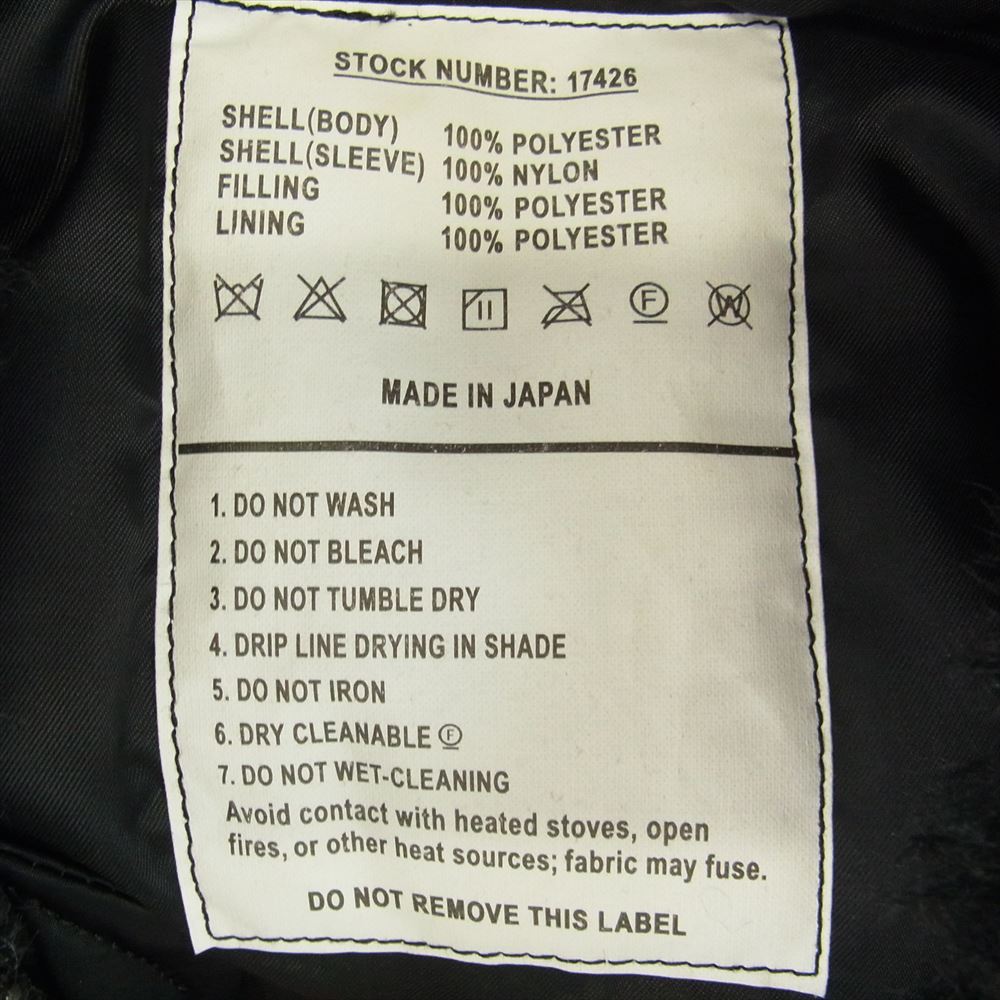 STOCK NUMBER: 17426
SHELL(BODY) 100% POLYESTER
SHELL(SLEEVE) 100% NYLON
FILLING 100% POLYESTER
LINING 100% POLYESTER
F W
MADE IN JAPAN
1. DO NOT WASH
2. DO NOT BLEACH
3. DO NOT TUMBLE DRY
4. DRIP LINE DRYING IN SHADE
5. DO NOT IRON
6. DRY CLEANABLE Ⓕ
7. DO NOT WET-CLEANING
Avoid contact with heated stoves, open
fires, or other heat sources; fabric may fuse.
DO NOT REMOVE THIS LABEL